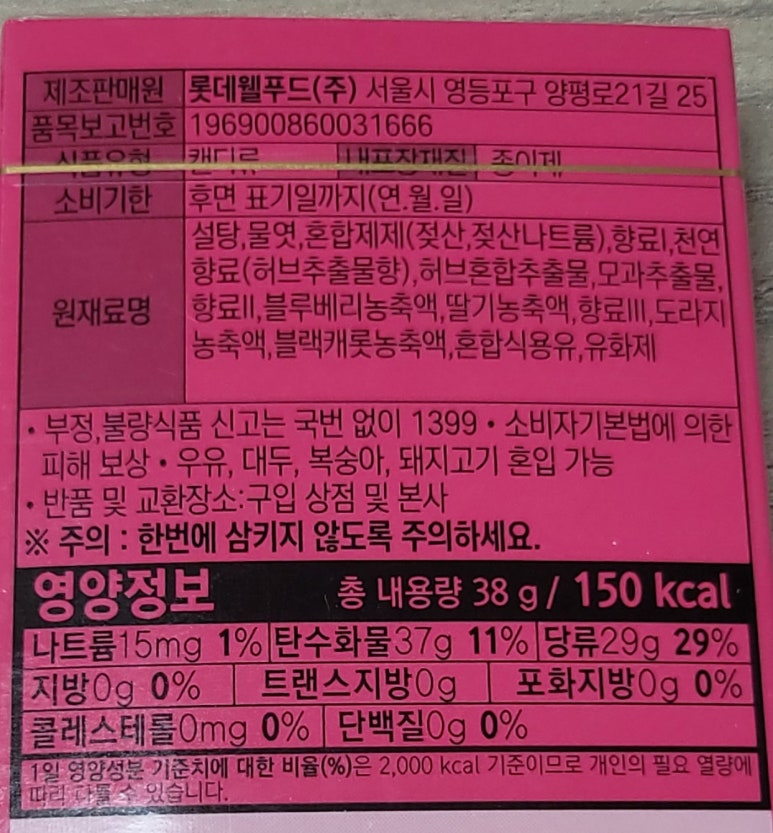 제조판매원 롯데웰푸드(주) 서울시 영등포구 양평로21길 25
품목보고번호 196900860031666
식품유형 캔디류 내포장재질 종이제
소비기한 후면 표기일까지(연.월.일)
원재료명 설탕,물엿,혼합제제(젖산,젖산나트륨),향료I,천연
향료(허브추출물향),허브혼합추출물,모과추출물,
향료II,블루베리농축액,딸기농축액,향료III,도라지
농축액,블랙캐롯농축액,혼합식용유,유화제
• 부정,불량식품 신고는 국번 없이 1399 • 소비자기본법에 의한
피해 보상 • 우유, 대두, 복숭아, 돼지고기 혼입 가능
• 반품 및 교환장소:구입 상점 및 본사
※ 주의 : 한번에 삼키지 않도록 주의하세요.
영양정보 총 내용량 38 g / 150 kcal
나트륨15mg 1% 탄수화물37g 11% 당류29g 29%
지방0g 0% 트랜스지방0g 포화지방0g 0%
콜레스테롤0mg 0% 단백질0g 0%
1일 영양성분 기준치에 대한 비율(%)은 2,000 kcal 기준이므로 개인의 필요 열량에
따라 다를 수 있습니다.